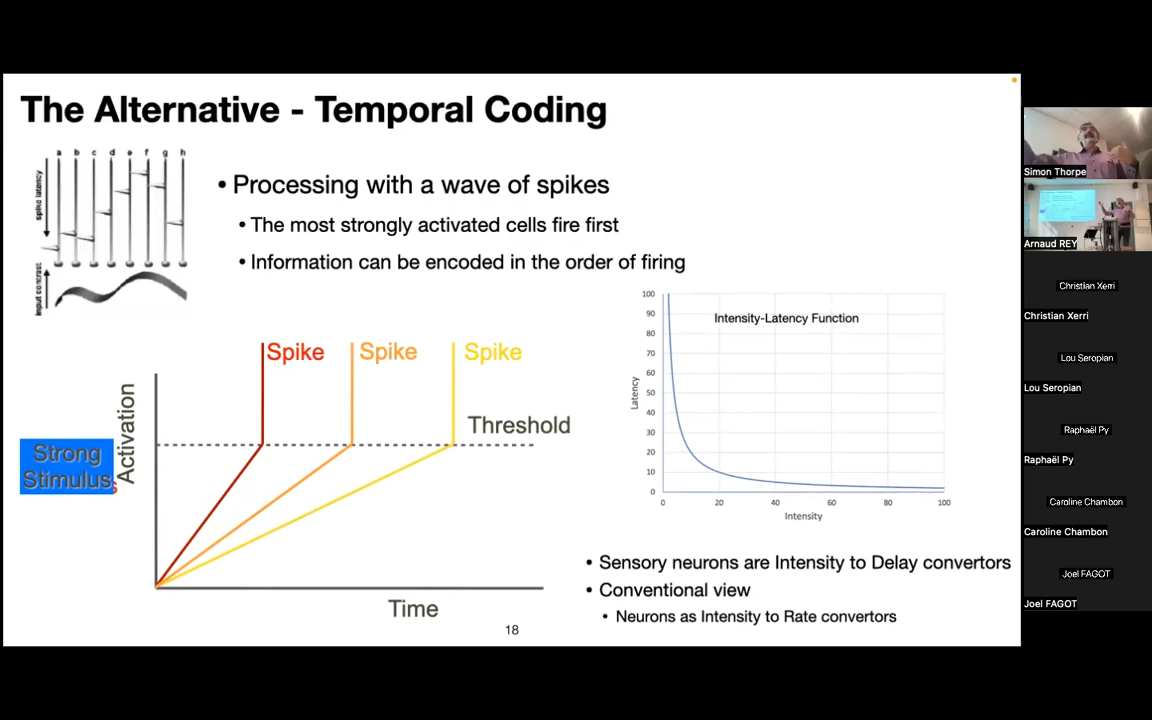 The Alternative - Temporal Coding
a b c d e f g h
spike latency
input contrast
• Processing with a wave of spikes
• The most strongly activated cells fire first
• Information can be encoded in the order of firing
Spike
Spike
Spike
Threshold
Activation
Strong
Stimulus
s
Time
Intensity-Latency Function
100
90
80
70
60
50
40
30
20
10
0
Latency
0 20 40 60 80 100
Intensity
• Sensory neurons are Intensity to Delay convertors
• Conventional view
• Neurons as Intensity to Rate convertors
18
Simon Thorpe
Arnaud REY
Christian Xerri
Christian Xerri
Lou Seropian
Lou Seropian
Raphaël Py
Raphaël Py
Caroline Chambon
Caroline Chambon
Joel FAGOT
Joel FAGOT